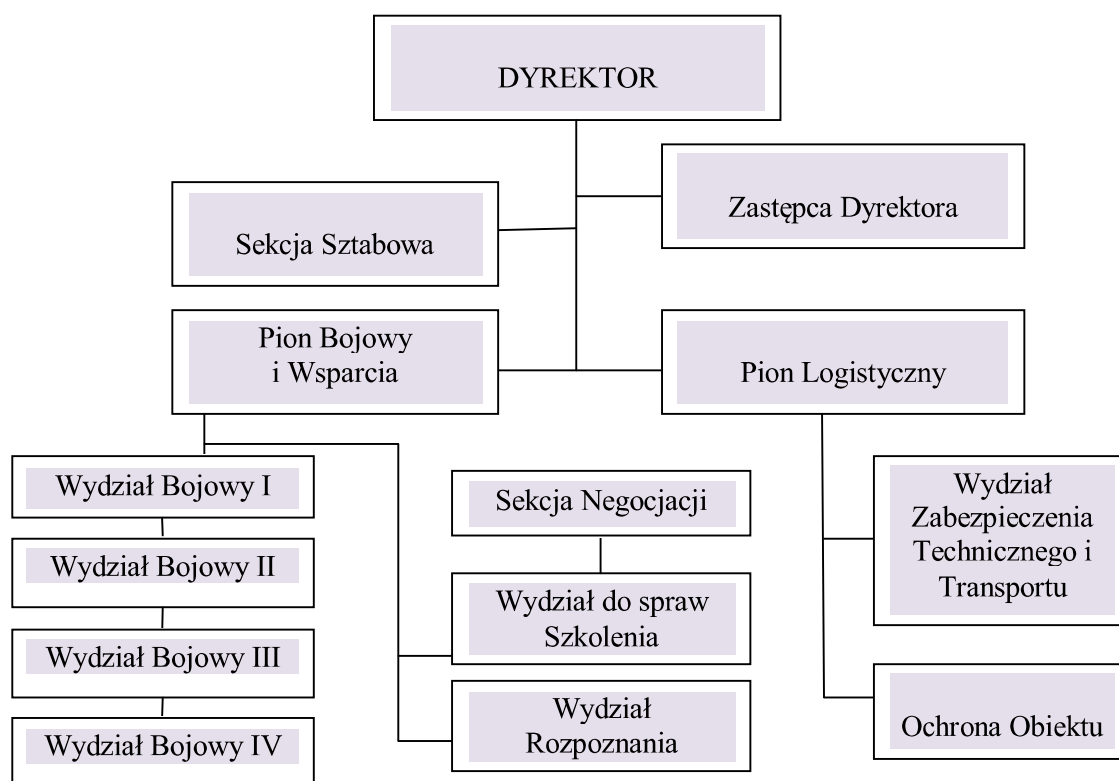 DYREKTOR
Zastępca Dyrektora
Sekcja Sztabowa
Pion Bojowy
i Wsparcia
Pion Logistyczny
Wydział Bojowy I
Wydział Bojowy II
Wydział Bojowy III
Wydział Bojowy IV
Sekcja Negocjacji
Wydział do spraw
Szkolenia
Wydział
Rozpoznania
Wydział
Zabezpieczenia
Technicznego i
Transportu
Ochrona Obiektu